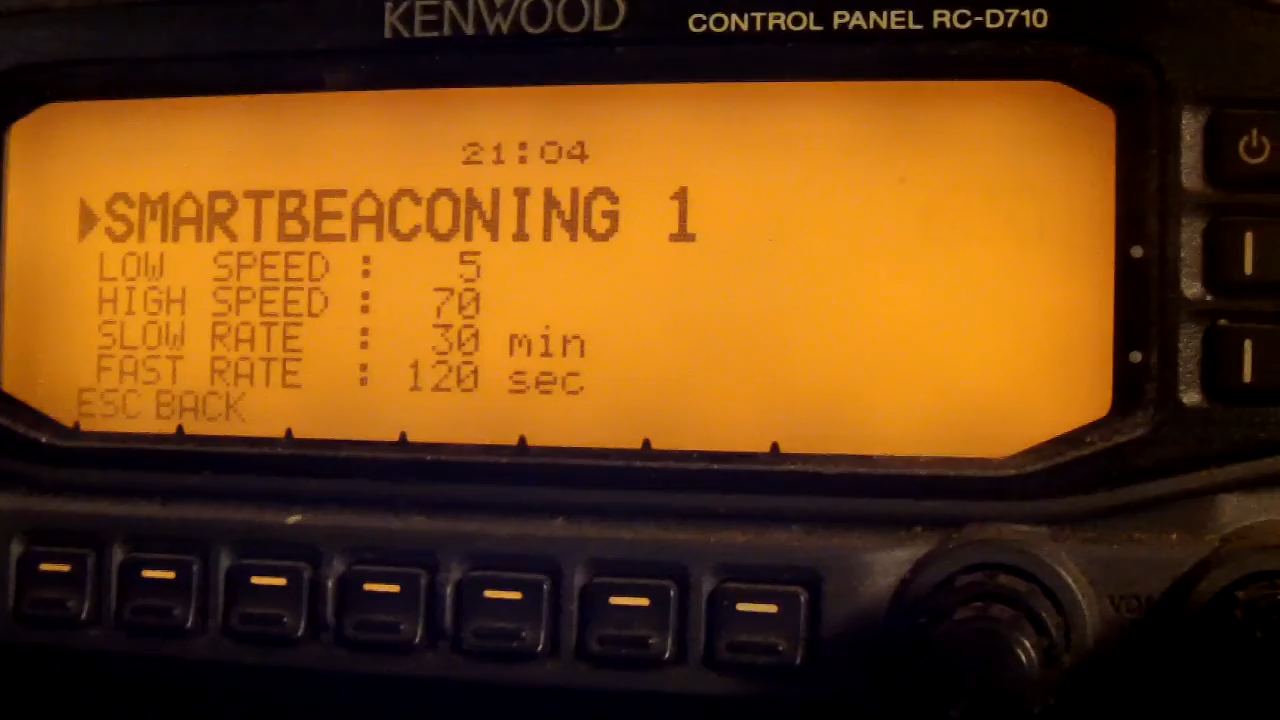 KENWOOD CONTROL PANEL RC-D710
21:04
SMARTBEACONING 1
LOW SPEED : 5
HIGH SPEED : 70
SLOW RATE : 30 min
FAST RATE : 120 sec
ESC BACK